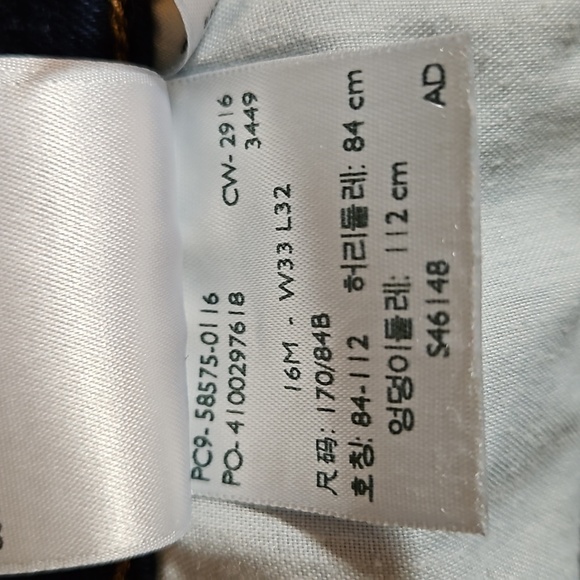 PC9- 58575-0116 CW- 2916
PO- 4100297618 3449
16M - W33 L32
尺码: 170/84B
호칭: 84-112 허리둘레: 84 cm
엉덩이둘레: 112 cm
S46148 AD